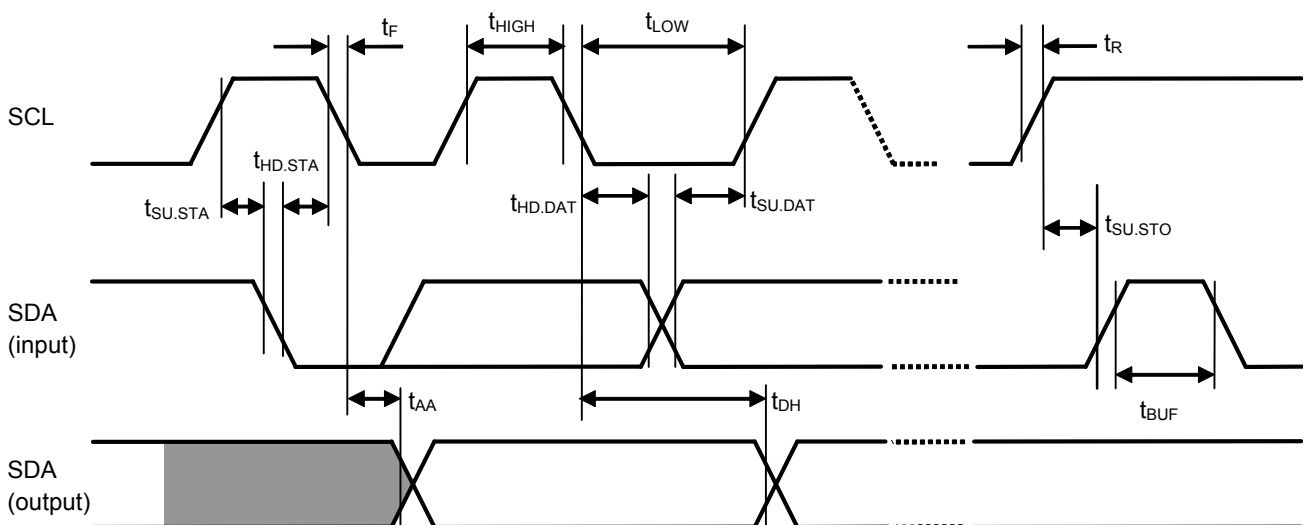 tF
tHIGH
tLOW
tR
SCL
tHD.STA
tSU.STA
tHD.DAT
tSU.DAT
tSU.STO
SDA
(input)
tAA
tDH
tBUF
SDA
(output)